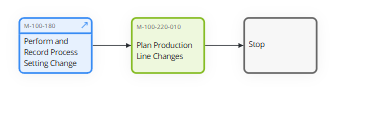 M-100-180
Perform and
Record Process
Setting Change
M-100-220-010
Plan Production
Line Changes
Stop